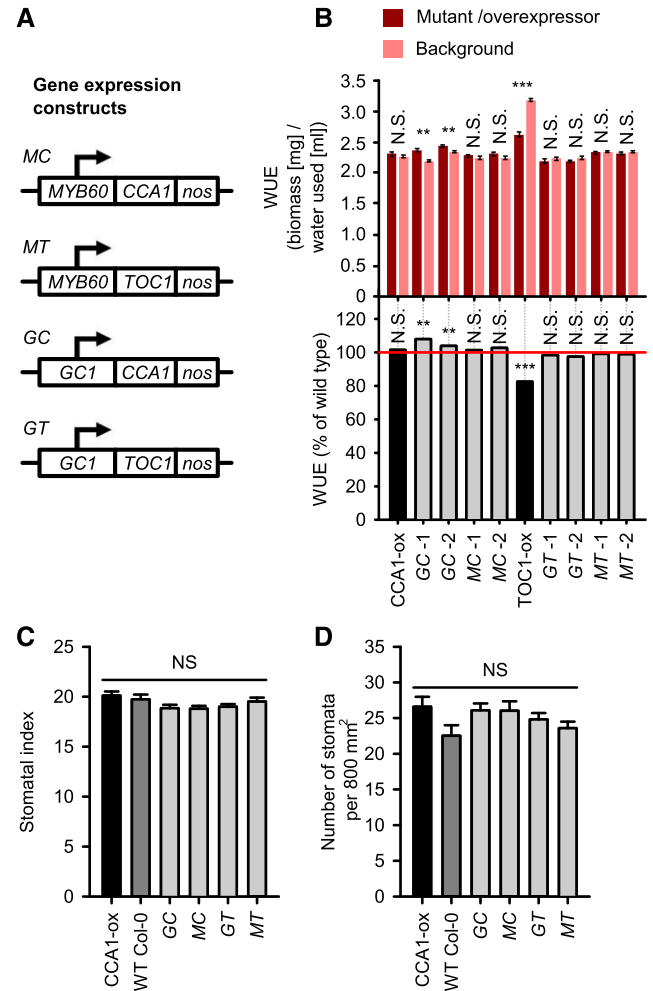 A
Gene expression
constructs
MC
MYB60 CCA1 nos
MT
MYB60 TOC1 nos
GC
GC1 CCA1 nos
GT
GC1 TOC1 nos
B
Mutant /overexpressor
Background
WUE
(biomass [mg] /
water used [ml])
3.5
3.0
2.5
2.0
1.5
1.0
0.5
0
N.S. ** ** N.S. N.S. *** N.S. N.S. N.S. N.S.
WUE (% of wild type)
120
100
80
60
40
20
0
N.S. ** ** N.S. N.S. *** N.S. N.S. N.S. N.S.
CCA1-ox
GC -1
GC -2
MC -1
MC -2
TOC1-ox
GT -1
GT -2
MT -1
MT -2
C
Stomatal index
25
20
15
10
5
0
NS
CCA1-ox
WT Col-0
GC
MC
GT
MT
D
Number of stomata
per 800 mm²
35
30
25
20
15
10
5
0
NS
CCA1-ox
WT Col-0
GC
MC
GT
MT